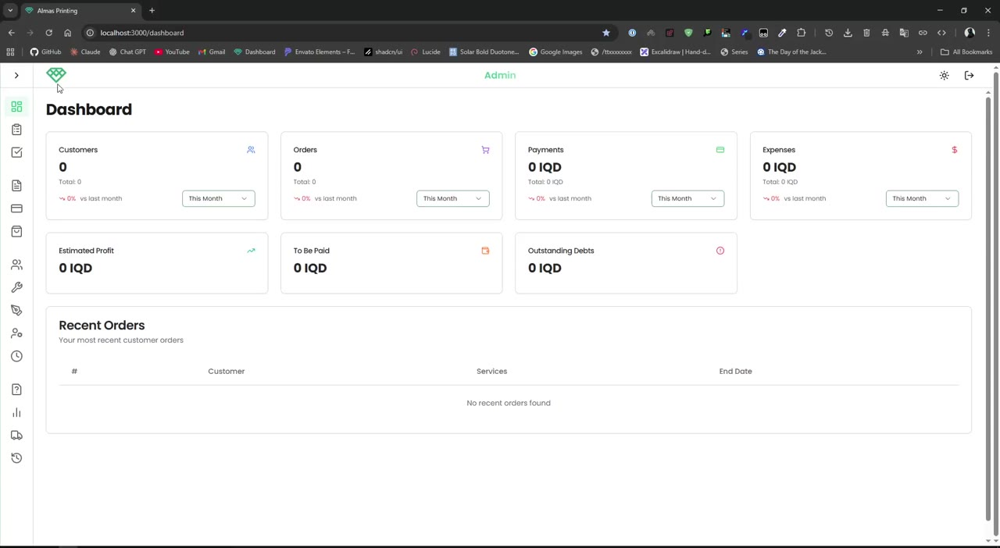 Almas Printing
localhost:3000/dashboard
GitHub Claude Chat GPT YouTube Gmail Dashboard Envato Elements – F... shadcn/ui Lucide Solar Bold Duotone... Google Images /ttxxxxxxx Excalidraw | Hand-d... Series The Day of the Jack... » All Bookmarks
Admin
Dashboard
Customers Orders Payments Expenses
0 0 0 IQD 0 IQD
Total: 0 Total: 0 Total: 0 IQD Total: 0 IQD
0% vs last month This Month 0% vs last month This Month 0% vs last month This Month 0% vs last month This Month
Estimated Profit To Be Paid Outstanding Debts
0 IQD 0 IQD 0 IQD
Recent Orders
Your most recent customer orders
# Customer Services End Date
No recent orders found